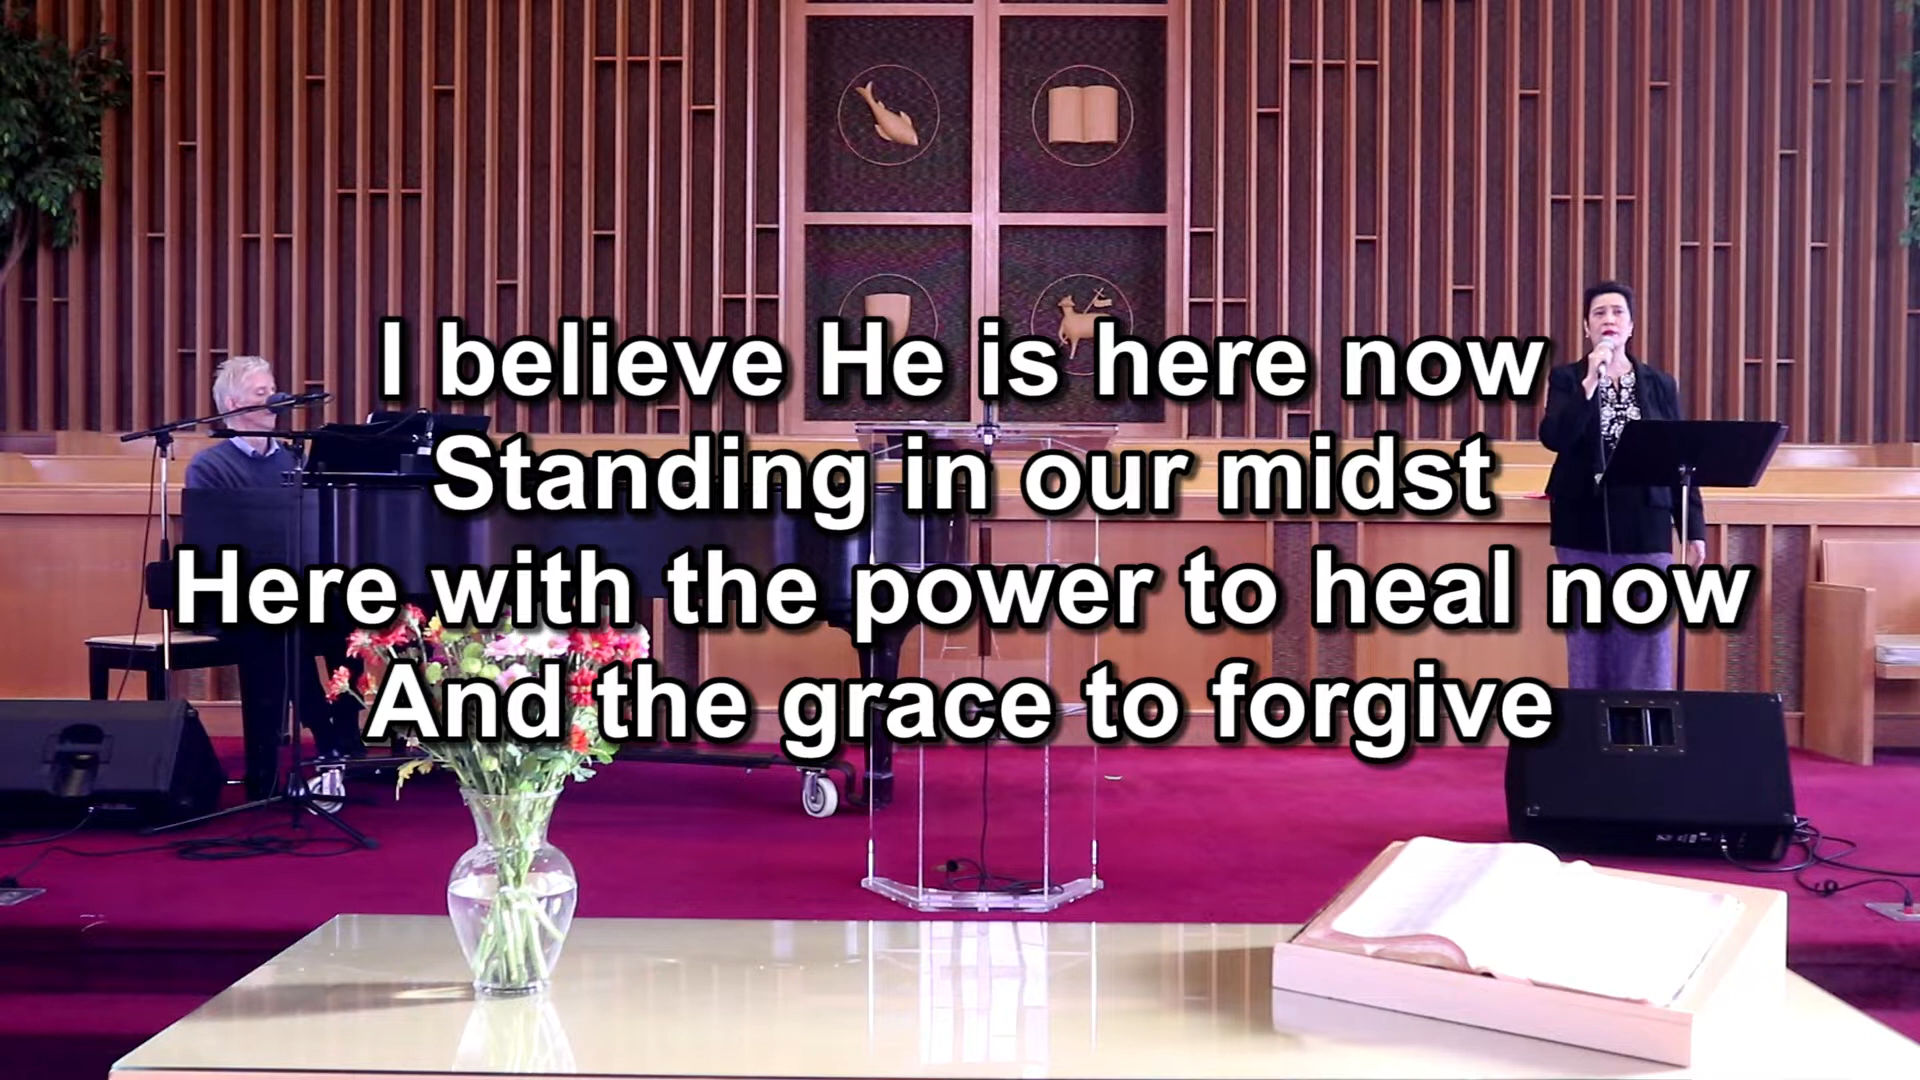 I believe He is here now
Standing in our midst
Here with the power to heal now
And the grace to forgive